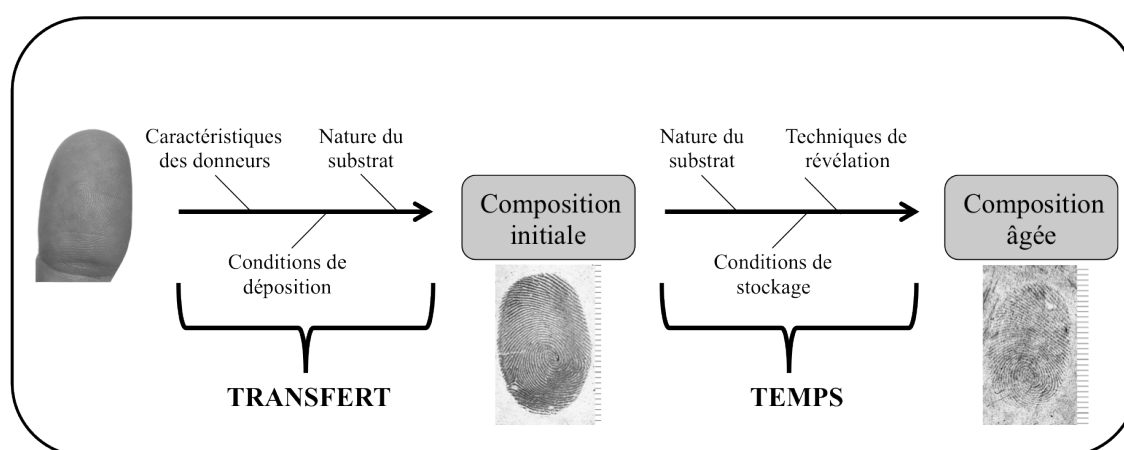 Caractéristiques
des donneurs
Nature du
substrat
Conditions de
déposition
TRANSFERT
Composition
initiale
Nature du
substrat
Techniques de
révélation
Conditions de
stockage
TEMPS
Composition
âgée